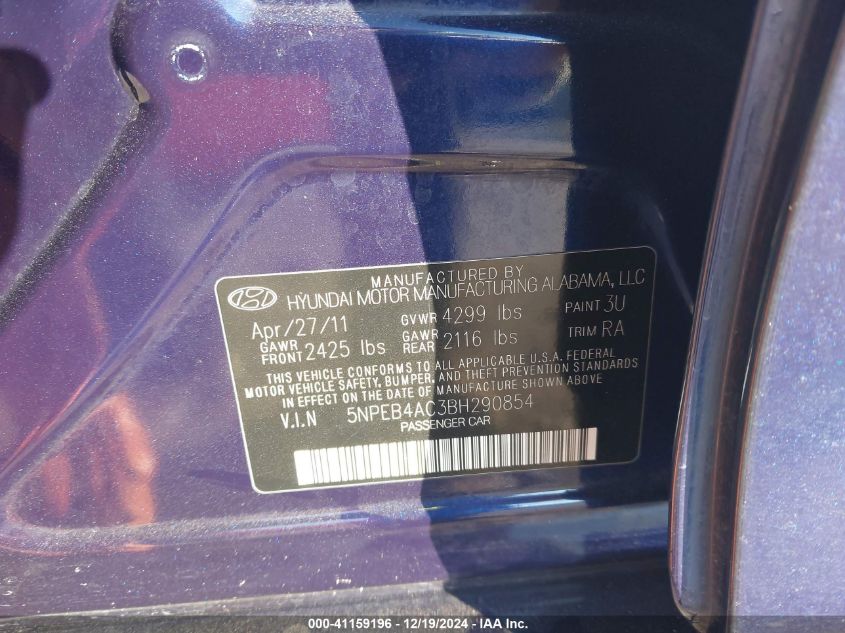 MANUFACTURED BY
HYUNDAI MOTOR MANUFACTURING ALABAMA, LLC
Apr/27/11 GVWR 4299 lbs PAINT 3U
GAWR FRONT 2425 lbs GAWR REAR 2116 lbs TRIM RA
THIS VEHICLE CONFORMS TO ALL APPLICABLE U.S.A. FEDERAL
MOTOR VEHICLE SAFETY, BUMPER, AND THEFT PREVENTION STANDARDS
IN EFFECT ON THE DATE OF MANUFACTURE SHOWN ABOVE.
V.I.N 5NPEB4AC3BH290854
PASSENGER CAR
000-41159196 - 12/19/2024 - IAA Inc.